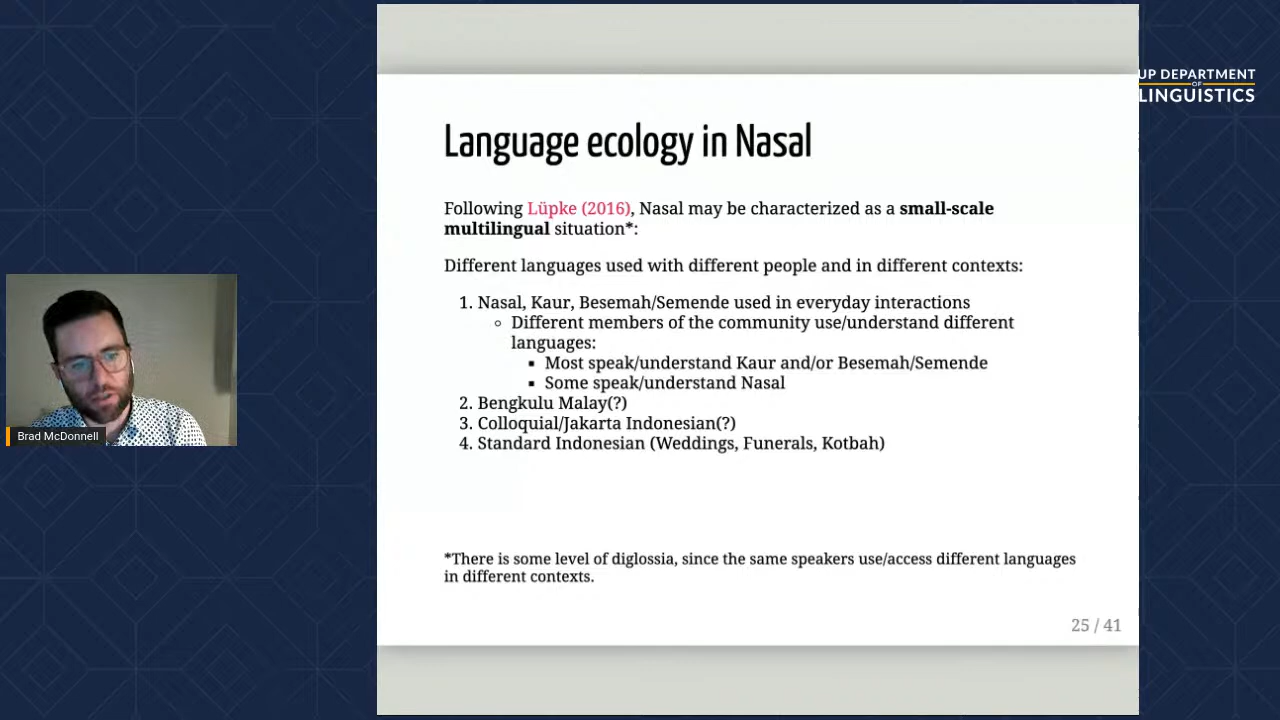 UP DEPARTMENT
OF
LINGUISTICS
Language ecology in Nasal
Following Lüpke (2016), Nasal may be characterized as a small-scale
multilingual situation*:
Different languages used with different people and in different contexts:
1. Nasal, Kaur, Besemah/Semende used in everyday interactions
Different members of the community use/understand different
languages:
Most speak/understand Kaur and/or Besemah/Semende
Some speak/understand Nasal
2. Bengkulu Malay(?)
3. Colloquial/Jakarta Indonesian(?)
4. Standard Indonesian (Weddings, Funerals, Kotbah)
*There is some level of diglossia, since the same speakers use/access different languages
in different contexts.
25 / 41
Brad McDonnell